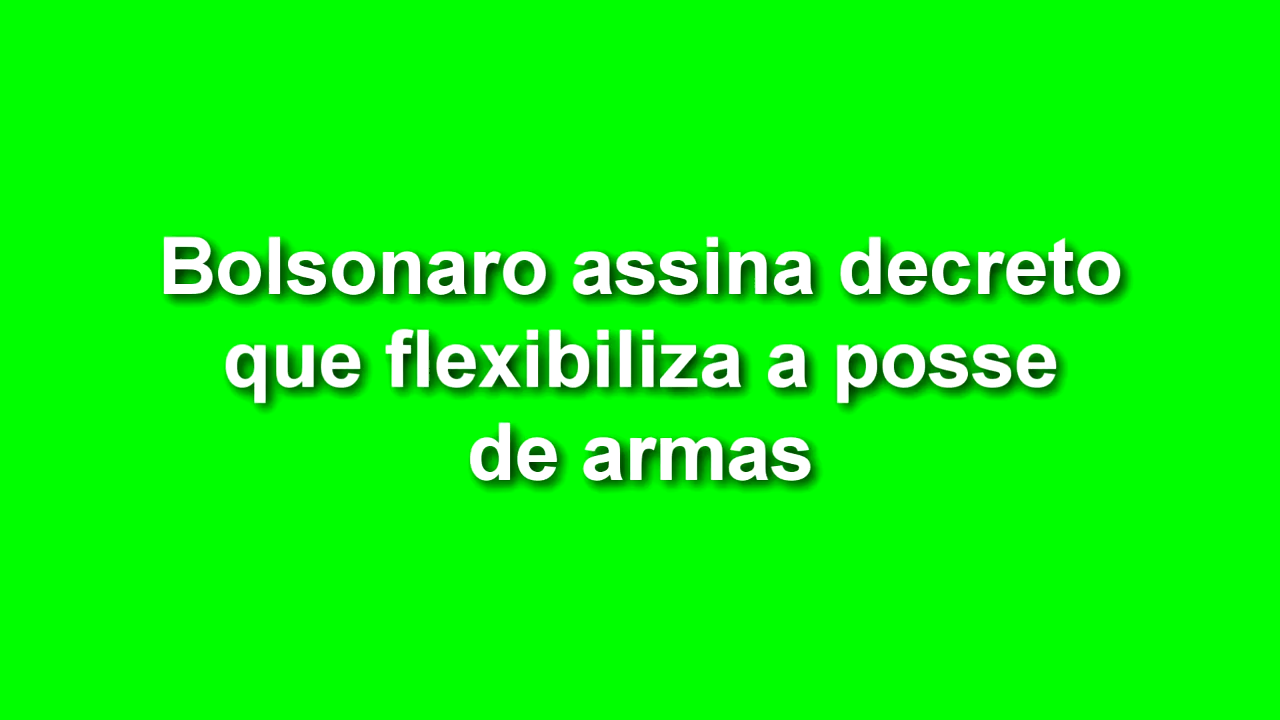 Bolsonaro assina decreto
que flexibiliza a posse
de armas